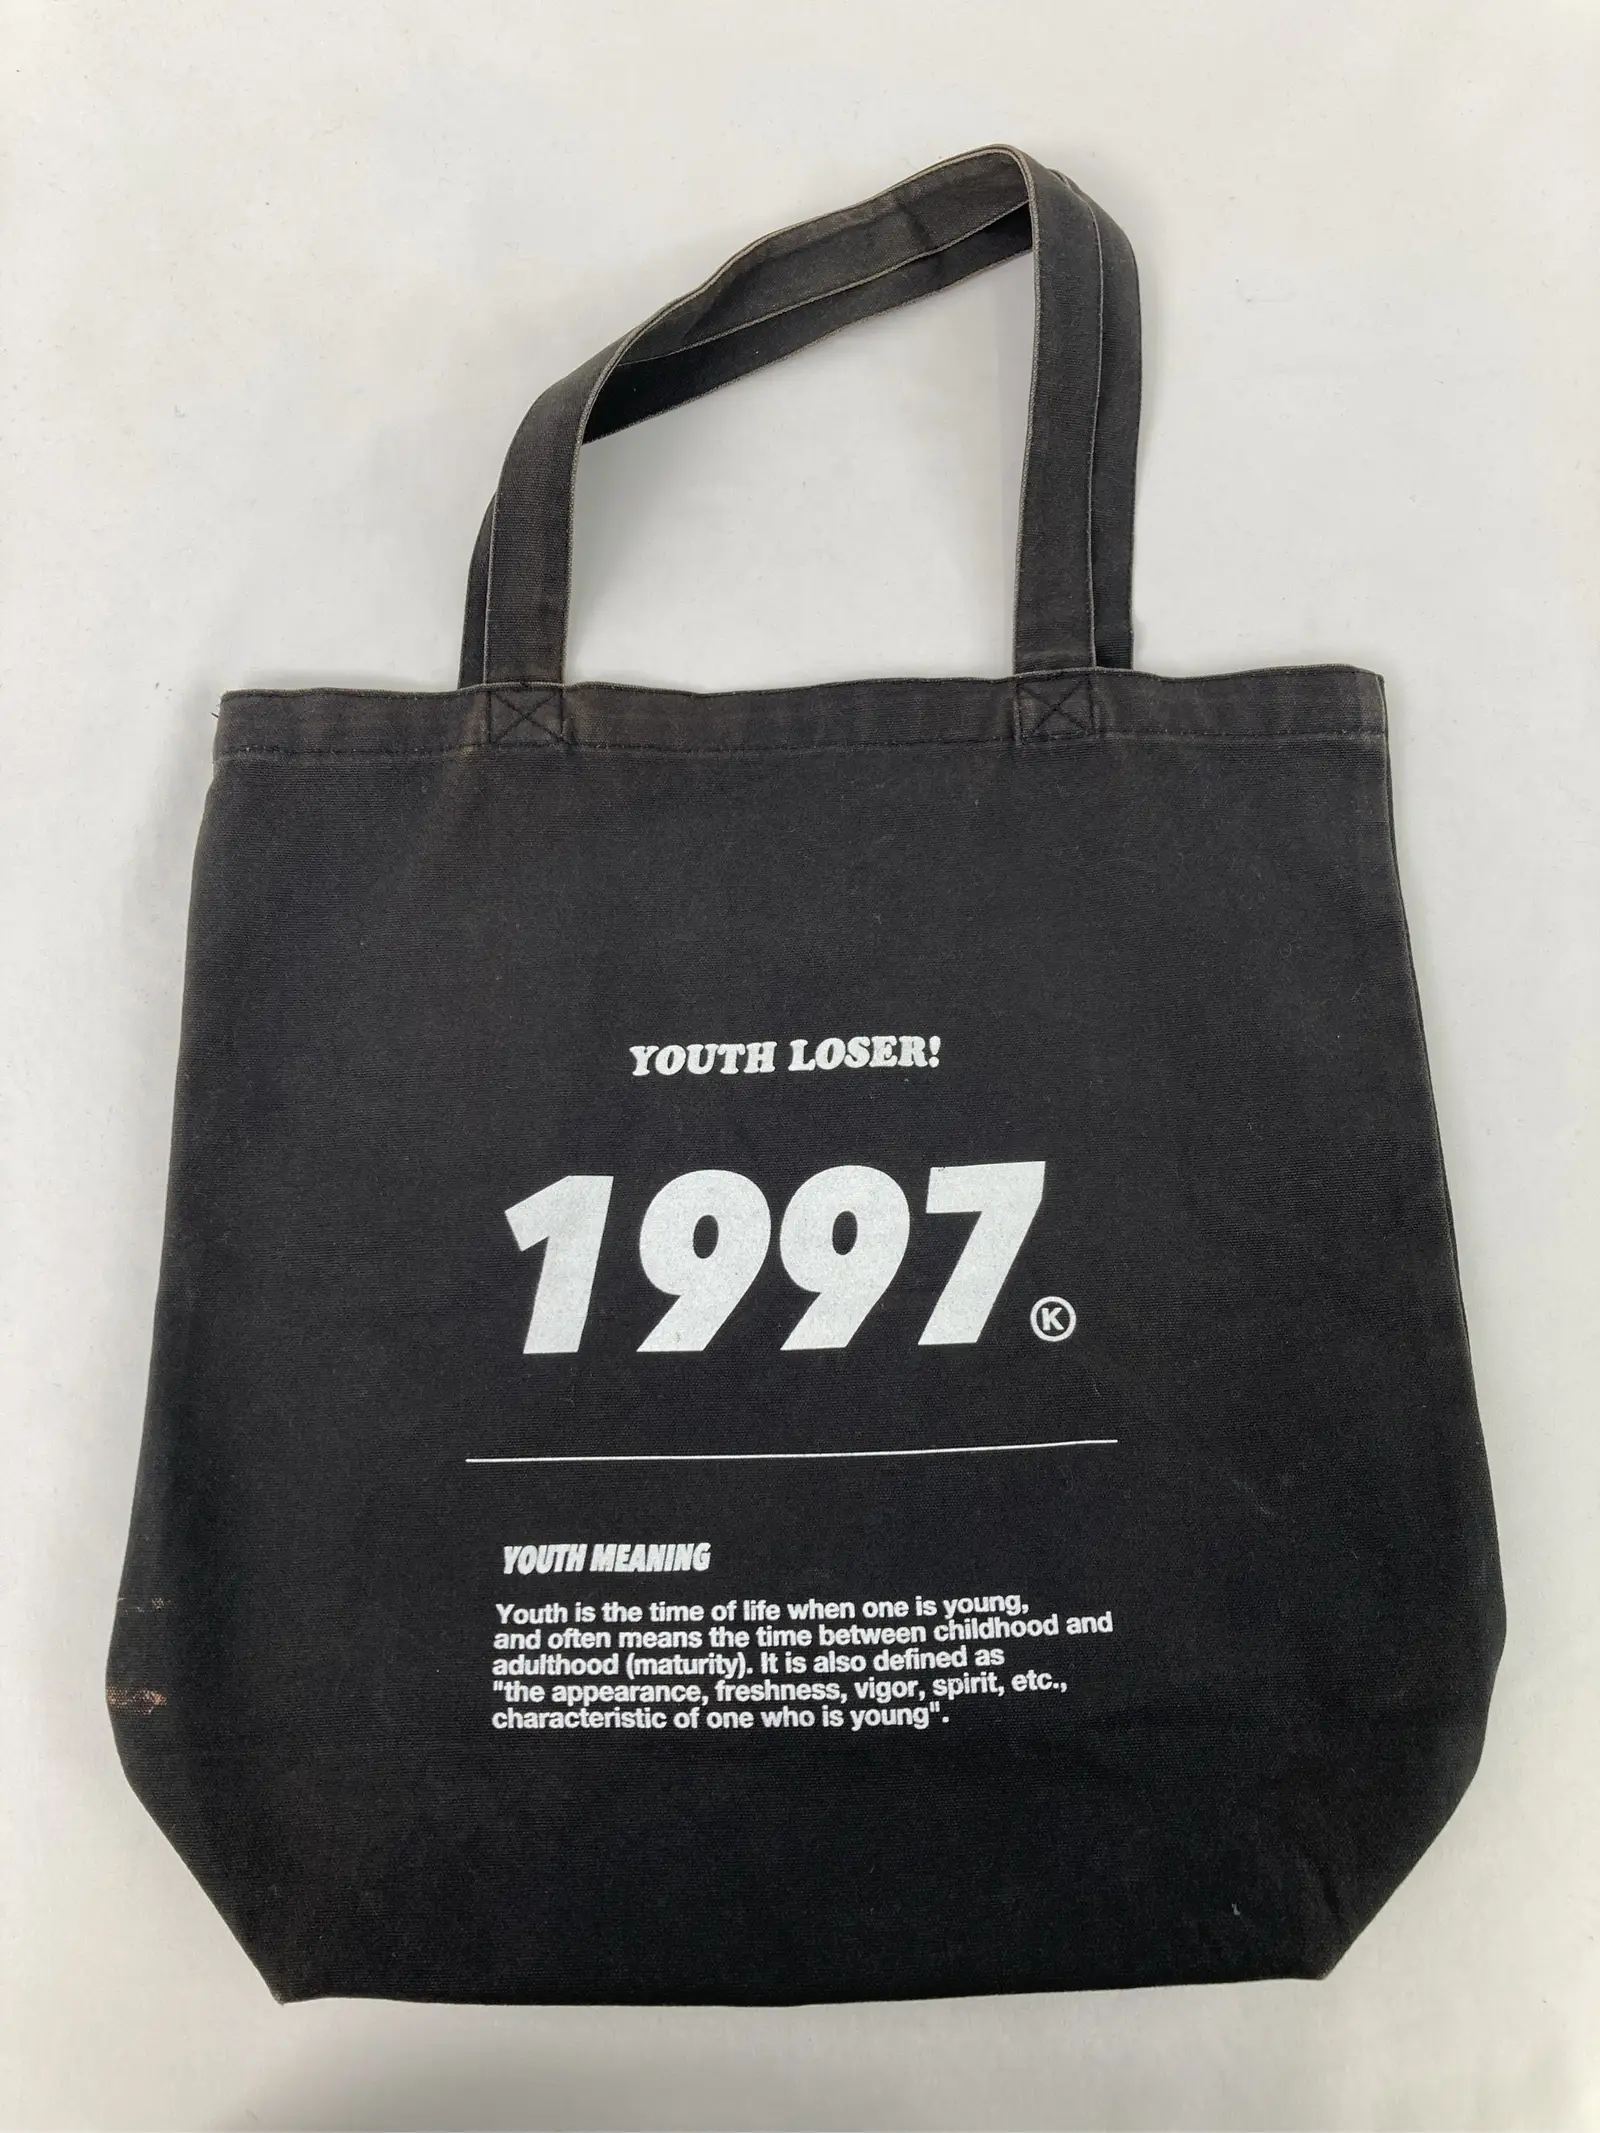 YOUTH LOSER!
1997
Ⓚ
YOUTH MEANING
Youth is the time of life when one is young,
and often means the time between childhood and
adulthood (maturity). It is also defined as
"the appearance, freshness, vigor, spirit, etc.,
characteristic of one who is young".